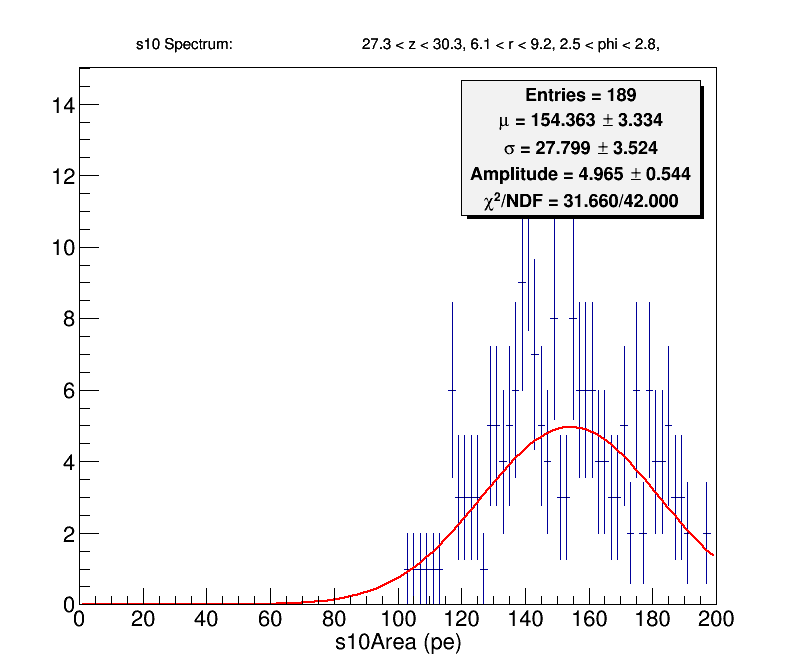 s10 Spectrum: 27.3 < z < 30.3, 6.1 < r < 9.2, 2.5 < phi < 2.8,
Entries = 189
μ = 154.363 ± 3.334
σ = 27.799 ± 3.524
Amplitude = 4.965 ± 0.544
χ²/NDF = 31.660/42.000
14
12
10
8
6
4
2
0
0 20 40 60 80 100 120 140 160 180 200
s10Area (pe)